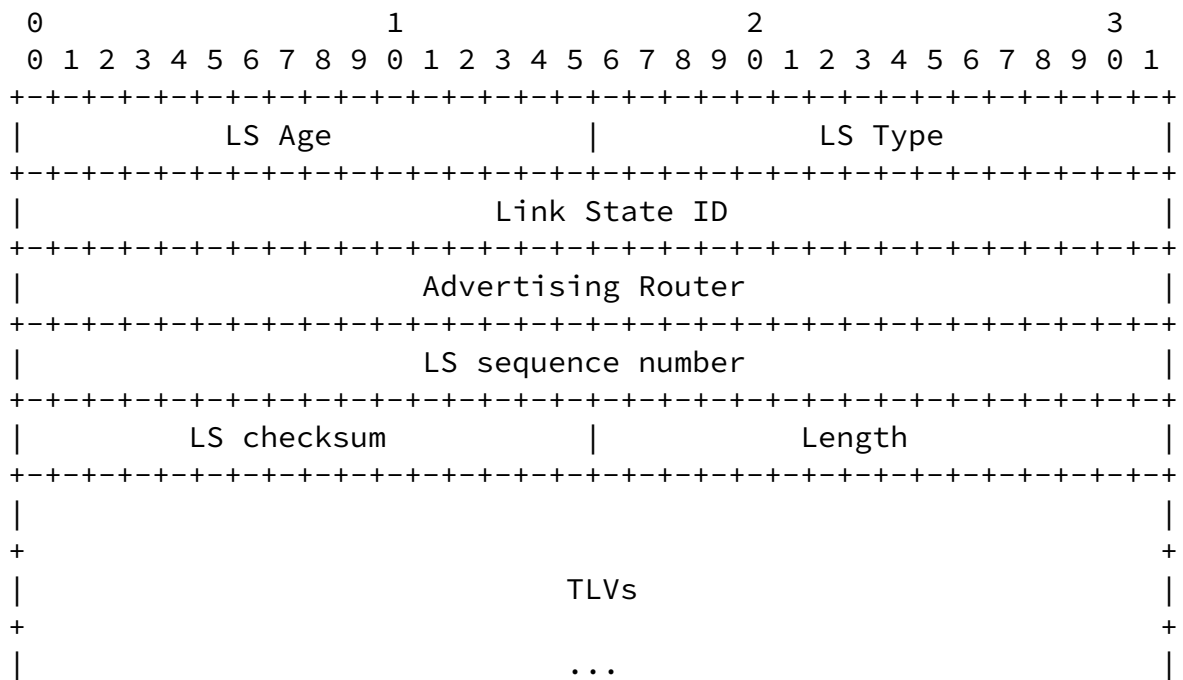 0                   1                   2                   3
0 1 2 3 4 5 6 7 8 9 0 1 2 3 4 5 6 7 8 9 0 1 2 3 4 5 6 7 8 9 0 1
+-+-+-+-+-+-+-+-+-+-+-+-+-+-+-+-+-+-+-+-+-+-+-+-+-+-+-+-+-+-+-+-+
|           LS Age              |            LS Type            |
+-+-+-+-+-+-+-+-+-+-+-+-+-+-+-+-+-+-+-+-+-+-+-+-+-+-+-+-+-+-+-+-+
|                          Link State ID                        |
+-+-+-+-+-+-+-+-+-+-+-+-+-+-+-+-+-+-+-+-+-+-+-+-+-+-+-+-+-+-+-+-+
|                      Advertising Router                       |
+-+-+-+-+-+-+-+-+-+-+-+-+-+-+-+-+-+-+-+-+-+-+-+-+-+-+-+-+-+-+-+-+
|                      LS sequence number                       |
+-+-+-+-+-+-+-+-+-+-+-+-+-+-+-+-+-+-+-+-+-+-+-+-+-+-+-+-+-+-+-+-+
|         LS checksum           |           Length              |
+-+-+-+-+-+-+-+-+-+-+-+-+-+-+-+-+-+-+-+-+-+-+-+-+-+-+-+-+-+-+-+-+
|                                                               |
+                                                               +
|                              TLVs                             |
+                                                               +
|                              ...                              |